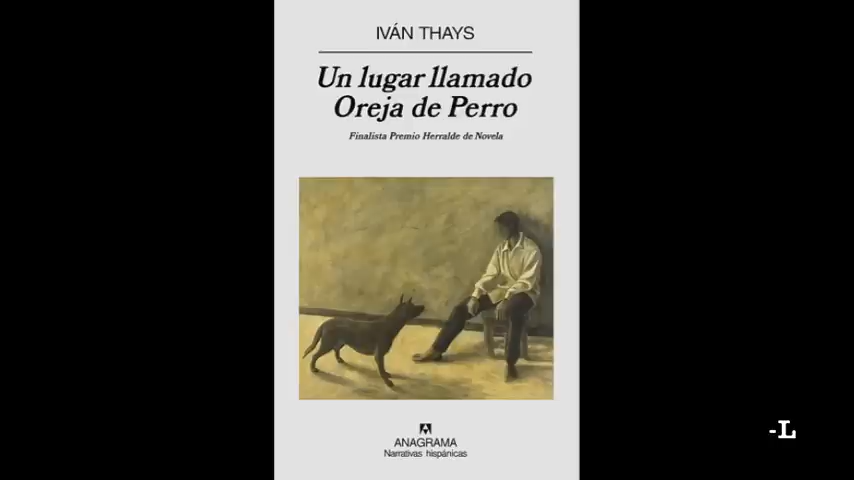 IVÁN THAYS
Un lugar llamado
Oreja de Perro
Finalista Premio Herralde de Novela
ANAGRAMA
Narrativas hispánicas
-L